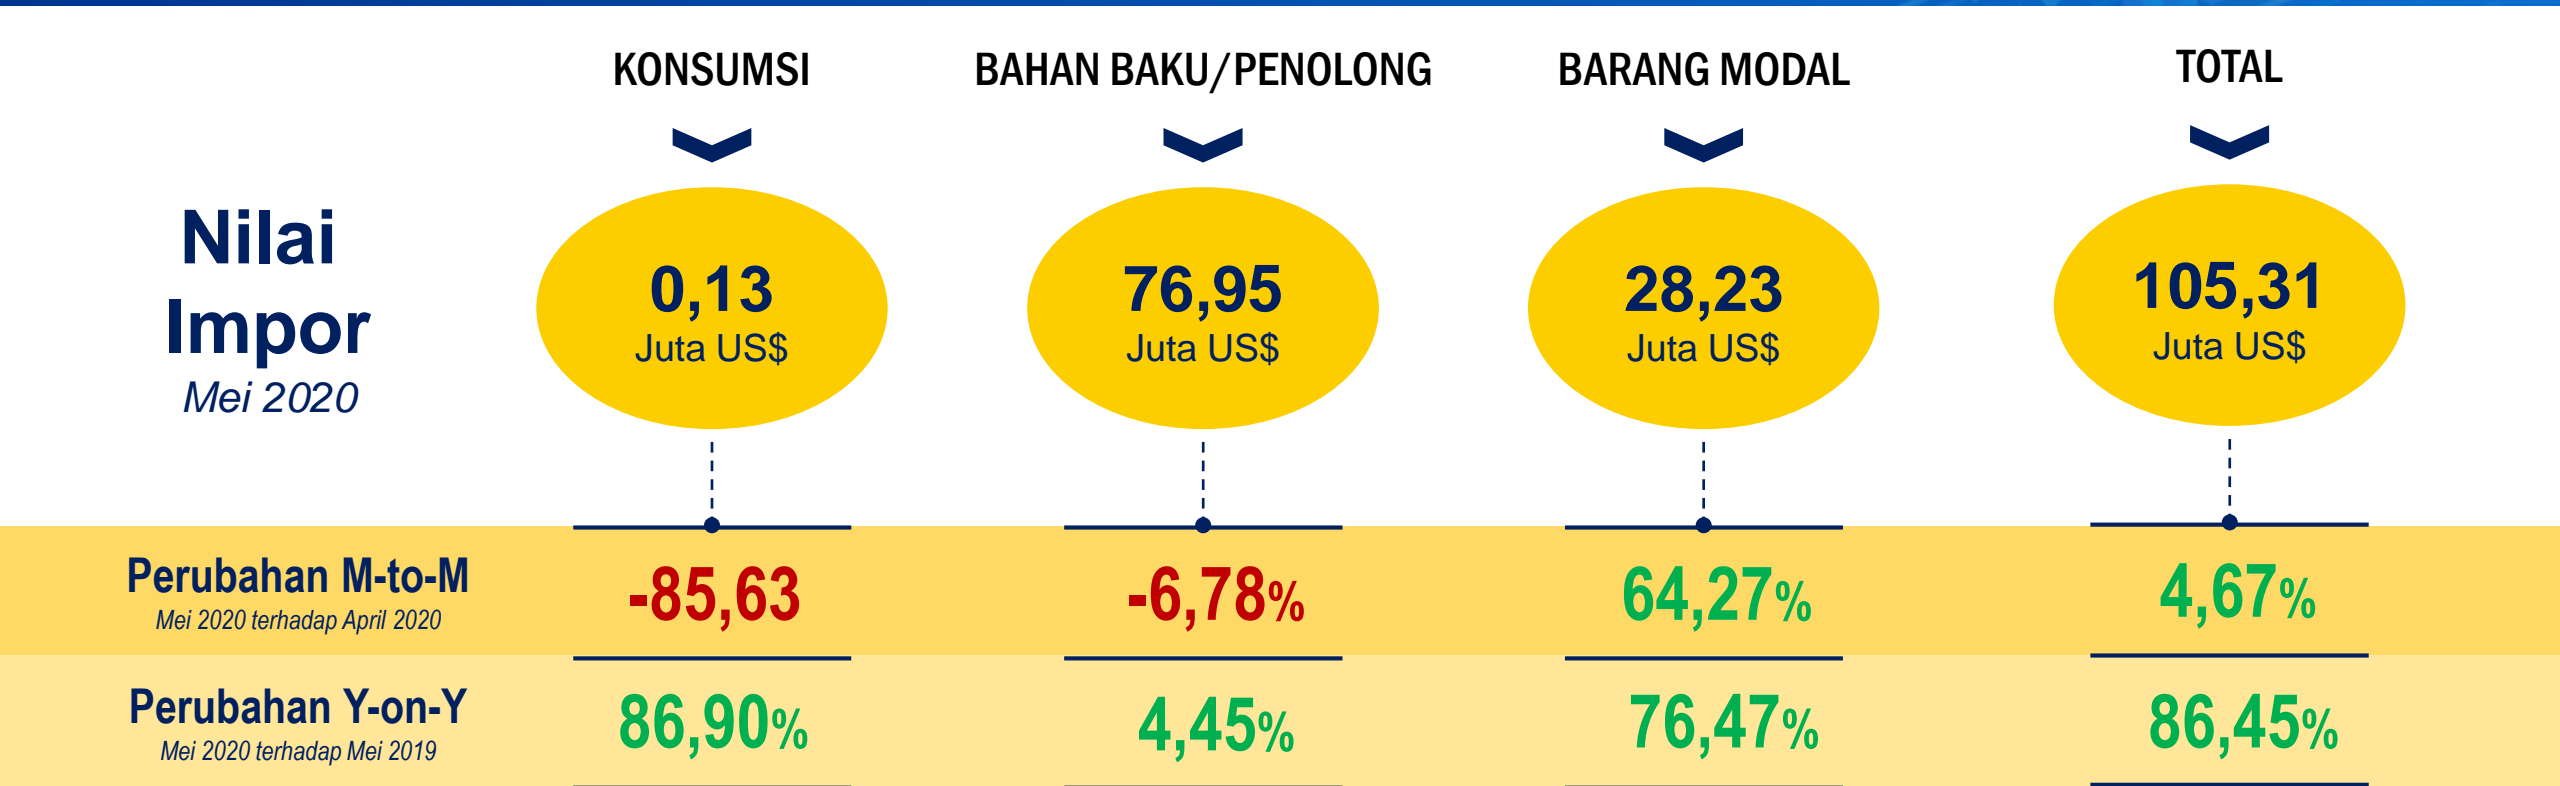 KONSUMSI
BAHAN BAKU/PENOLONG
BARANG MODAL
TOTAL
Nilai
Impor
Mei 2020
0,13
Juta US$
76,95
Juta US$
28,23
Juta US$
105,31
Juta US$
Perubahan M-to-M
Mei 2020 terhadap April 2020
-85,63
-6,78%
64,27%
4,67%
Perubahan Y-on-Y
Mei 2020 terhadap Mei 2019
86,90%
4,45%
76,47%
86,45%